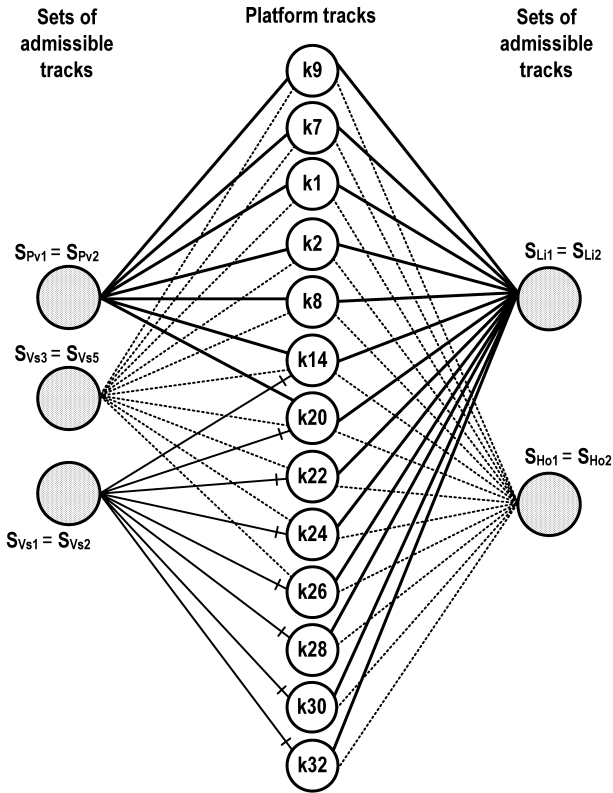 Sets of
admissible
tracks
Platform tracks
Sets of
admissible
tracks
k9
k7
k1
k2
k8
k14
k20
k22
k24
k26
k28
k30
k32
SPv1 = SPv2
SVs3 = SVs5
SVs1 = SVs2
SLi1 = SLi2
SHo1 = SHo2